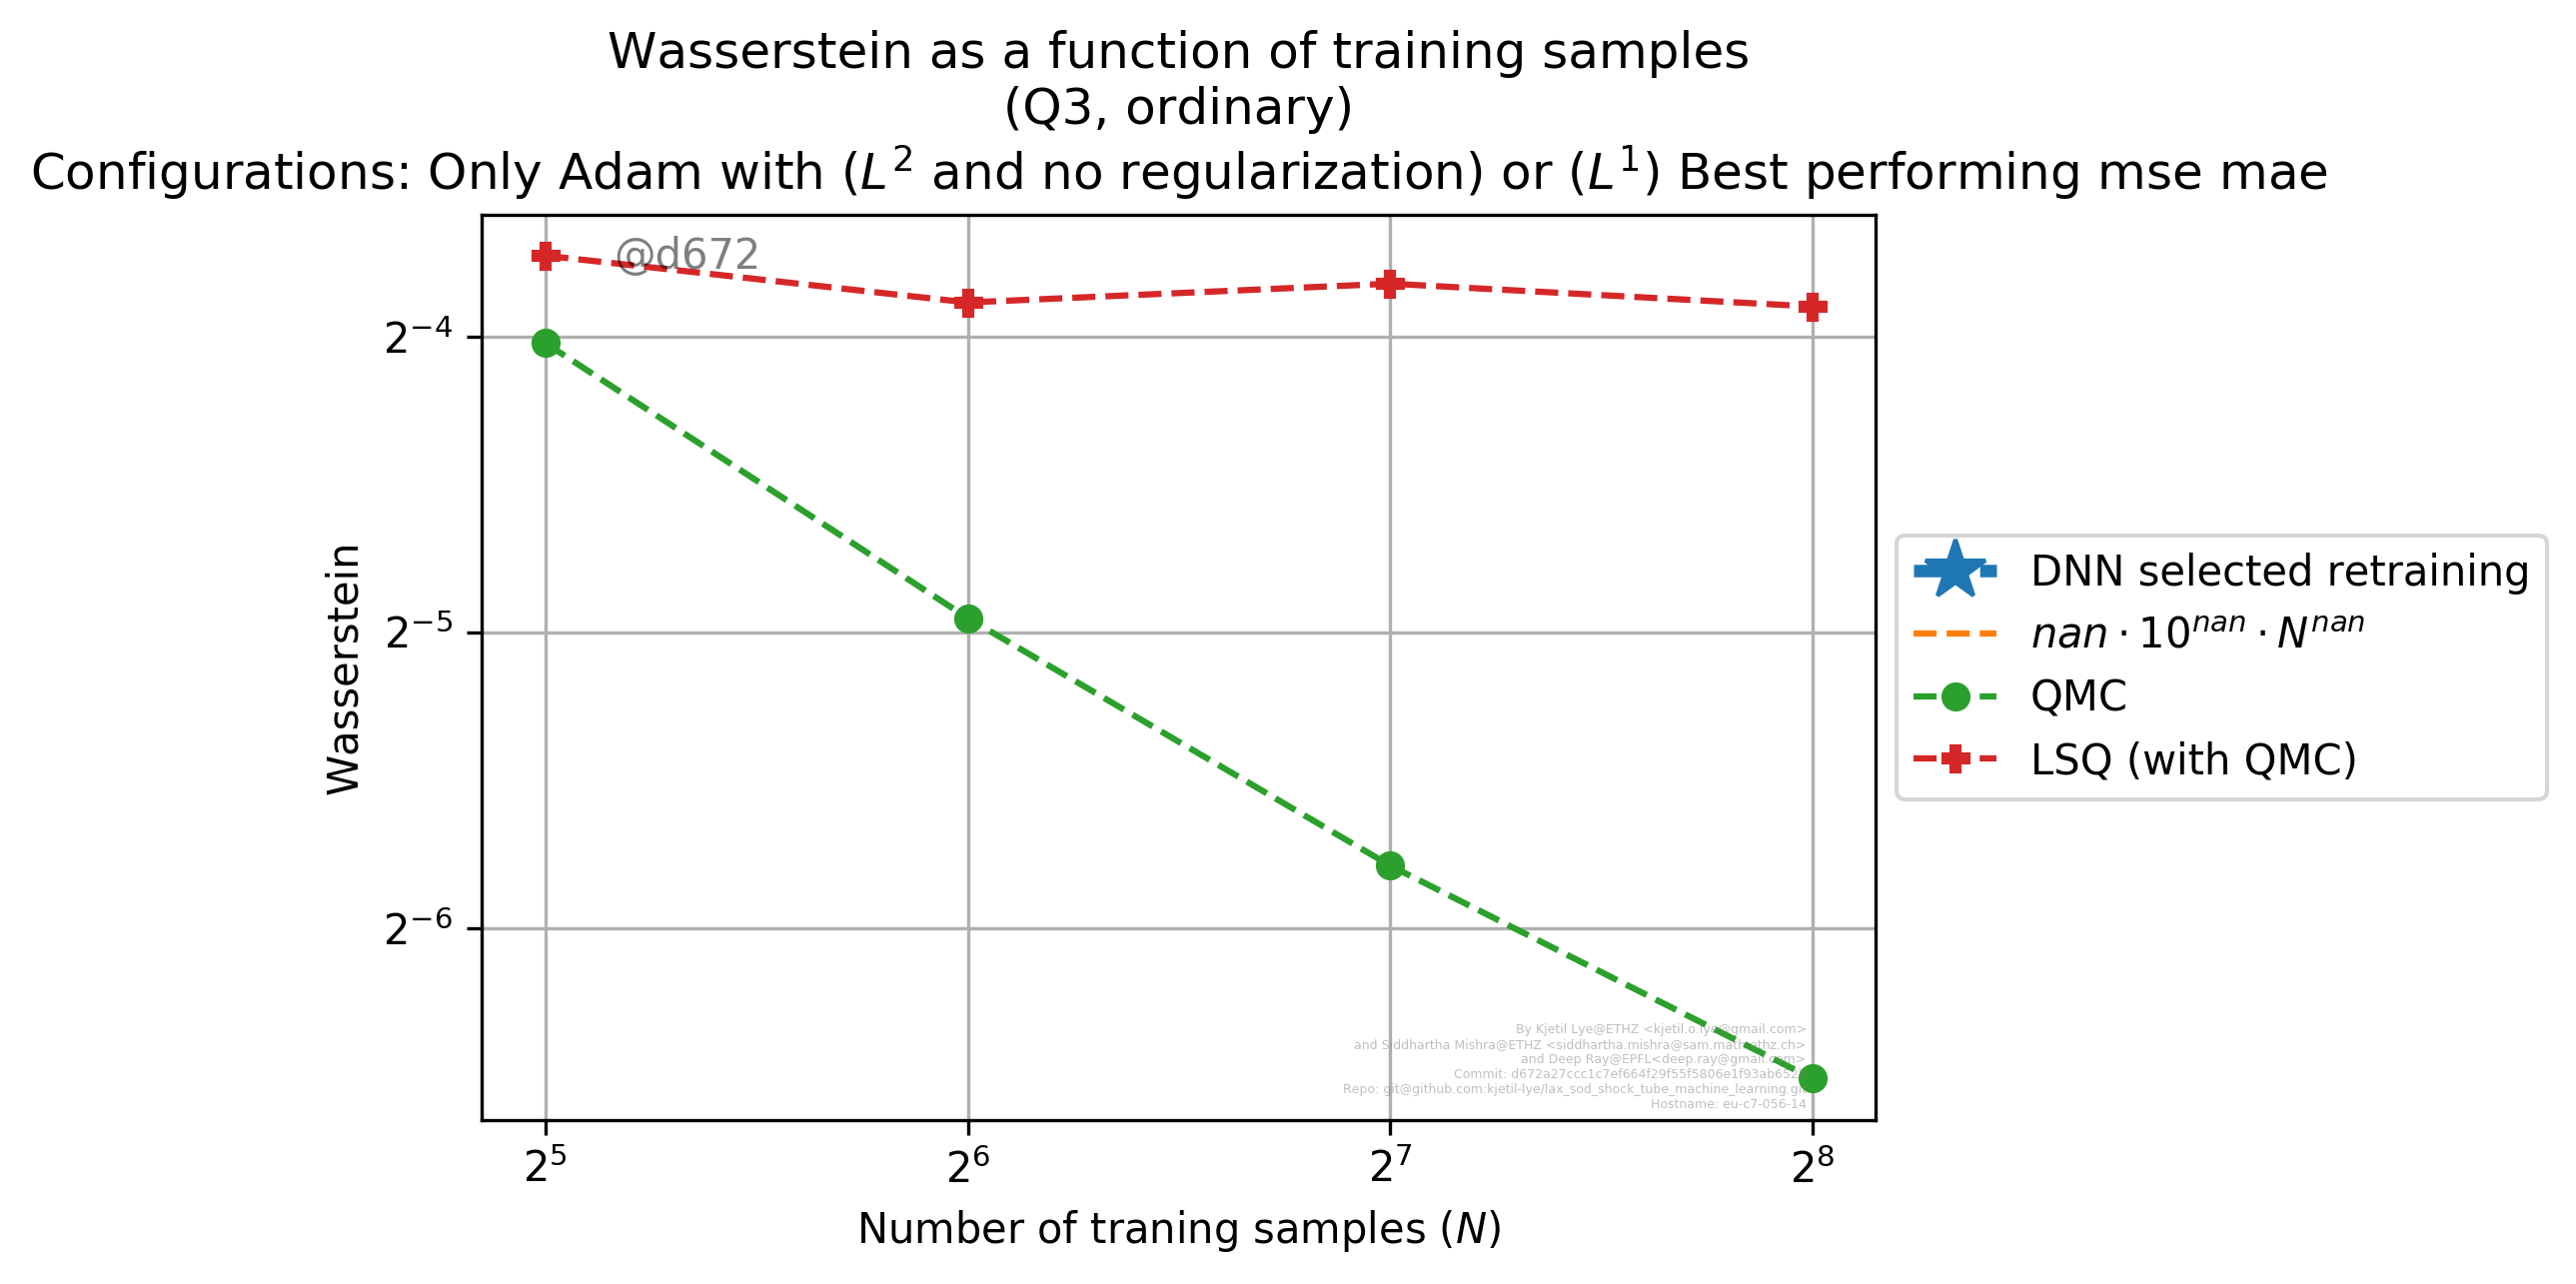 Wasserstein as a function of training samples
(Q3, ordinary)
Configurations: Only Adam with (L² and no regularization) or (L¹) Best performing mse mae
@d672
2⁻⁴
2⁻⁵
2⁻⁶
Wasserstein
DNN selected retraining
nan · 10ⁿᵃⁿ · Nⁿᵃⁿ
QMC
LSQ (with QMC)
By Kjetil Lye@ETHZ <kjetil.o.lye@gmail.com>
and Siddhartha Mishra@ETHZ <siddhartha.mishra@sam.math.ethz.ch>
and Deep Ray@EPFL<deep.ray@gmail.com>
Commit:
Repo: git@github.com:kjetil-lye/lax_sod_shock_tube_machine_learning.git
Hostname: eu-c7-056-14
2⁵ 2⁶ 2⁷ 2⁸
Number of traning samples (N)